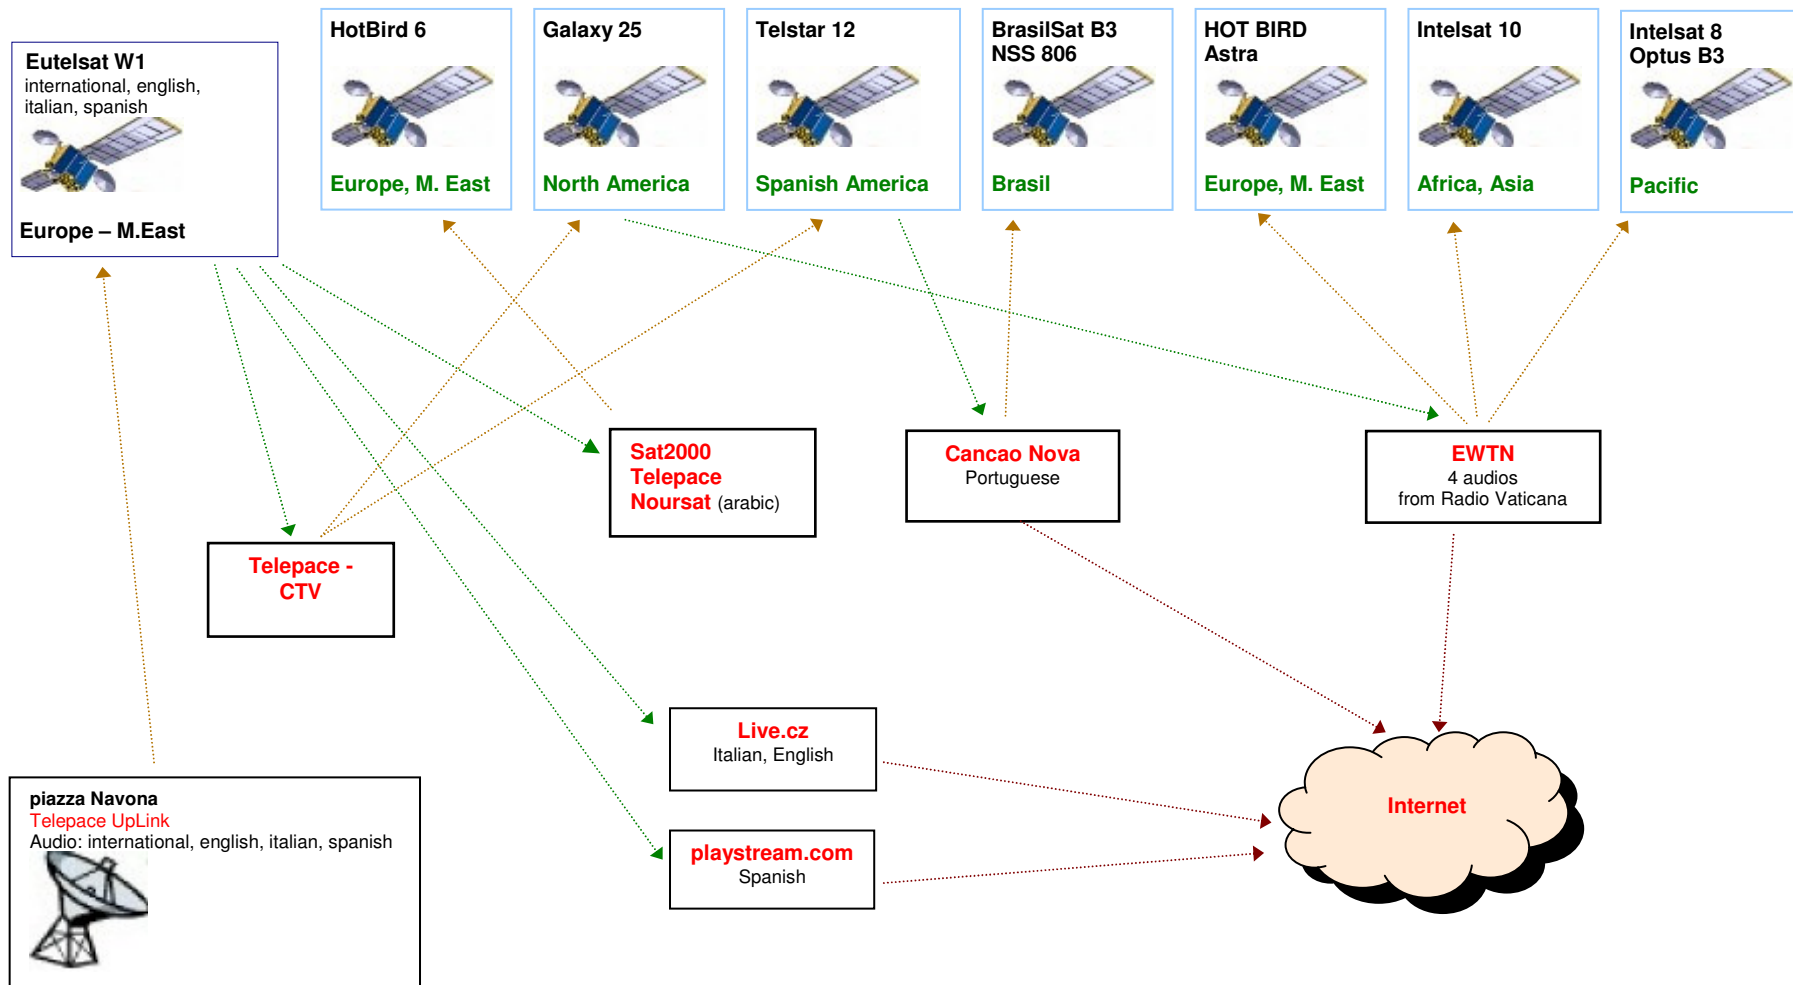 Eutelsat W1
international, english,
italian, spanish
Europe – M.East
HotBird 6
Europe, M. East
Galaxy 25
North America
Telstar 12
Spanish America
BrasilSat B3
NSS 806
Brasil
HOT BIRD
Astra
Europe, M. East
Intelsat 10
Africa, Asia
Intelsat 8
Optus B3
Pacific
Sat2000
Telepace
Noursat (arabic)
Cancao Nova
Portuguese
EWTN
4 audios
from Radio Vaticana
Telepace -
CTV
Live.cz
Italian, English
playstream.com
Spanish
Internet
piazza Navona
Telepace UpLink
Audio: international, english, italian, spanish